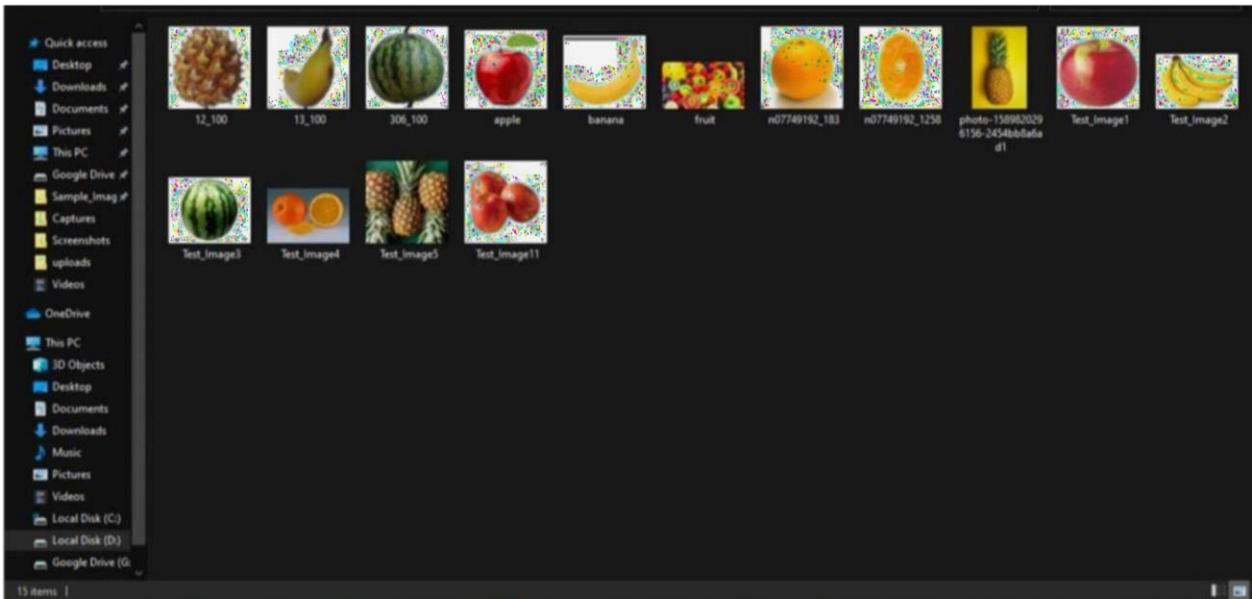 Quick access
Desktop
Downloads
Documents
Pictures
This PC
Google Drive
Sample_Imag
Captures
Screenshots
uploads
Videos
OneDrive
This PC
3D Objects
Desktop
Documents
Downloads
Music
Pictures
Videos
Local Disk (C:)
Local Disk (D:)
Google Drive (G:
12_100
13_100
306_100
apple
banana
fruit
n07749192_183
n07749192_1258
photo-158982029
6156-2454bb8a6a
d1
Test_Image1
Test_Image2
Test_Image3
Test_Image4
Test_Image5
Test_Image11
15 items